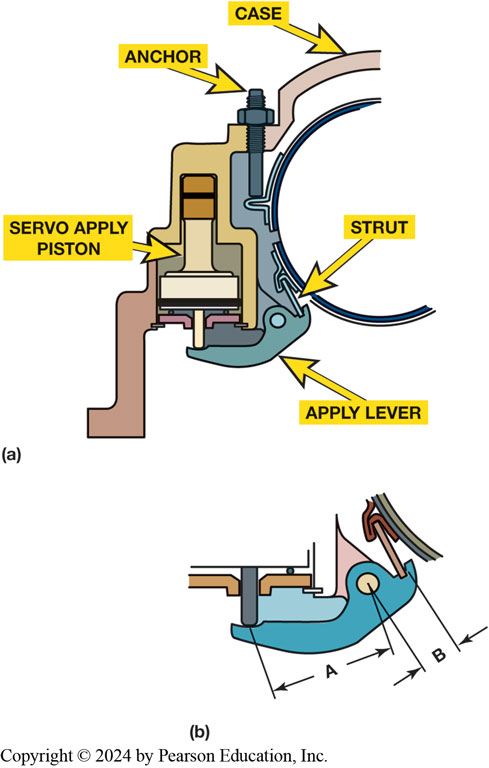 CASE
ANCHOR
SERVO APPLY
PISTON
STRUT
APPLY LEVER
(a)
A
B
(b)
Copyright © 2024 by Pearson Education, Inc.